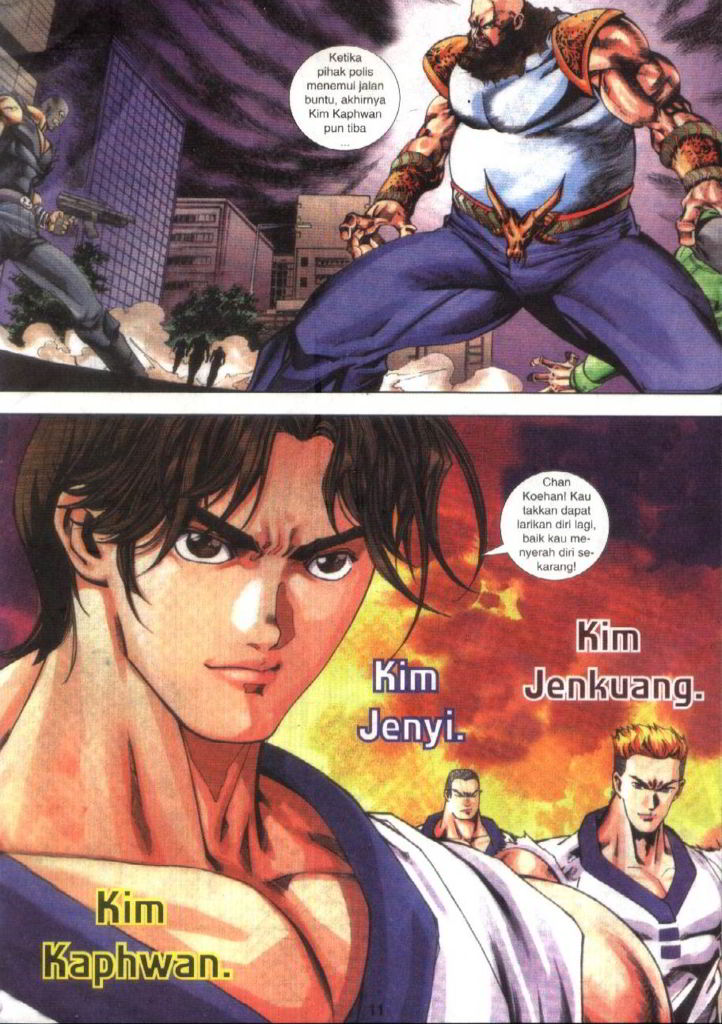 Ketika
pihak polis
menemui jalan
buntu, akhirnya
Kim Kaphwan
pun tiba
...
Chan
Koehan! Kau
takkan dapat
larikan diri lagi,
baik kau me-
nyerah diri se-
karang!
Kim
Jenkuang.
Kim
Jenyi.
Kim
Kaphwan.
11